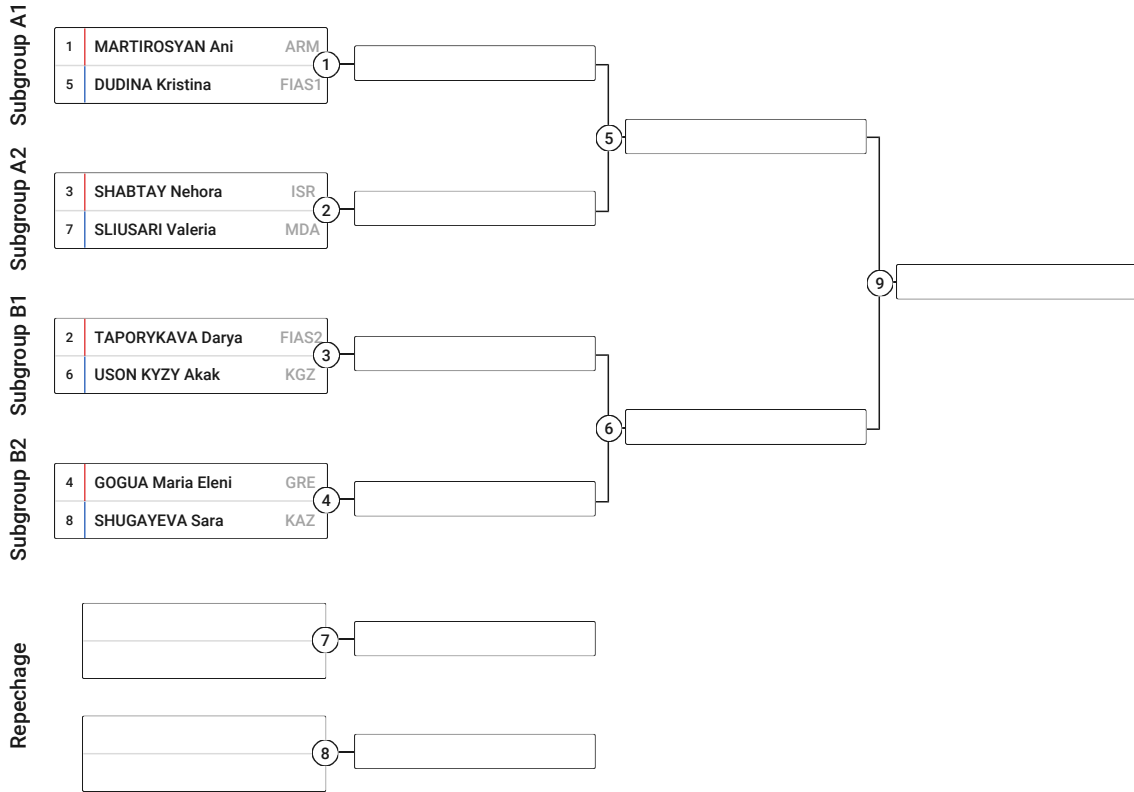 Subgroup A1
1 MARTIROSYAN Ani ARM
5 DUDINA Kristina FIAS1
1
5
Subgroup A2
3 SHABTAY Nehora ISR
7 SLIUSARI Valeria MDA
2
9
Subgroup B1
2 TAPORYKAVA Darya FIAS2
6 USON KYZY Akak KGZ
3
6
Subgroup B2
4 GOGUA Maria Eleni GRE
8 SHUGAYEVA Sara KAZ
4
Repechage
7
8